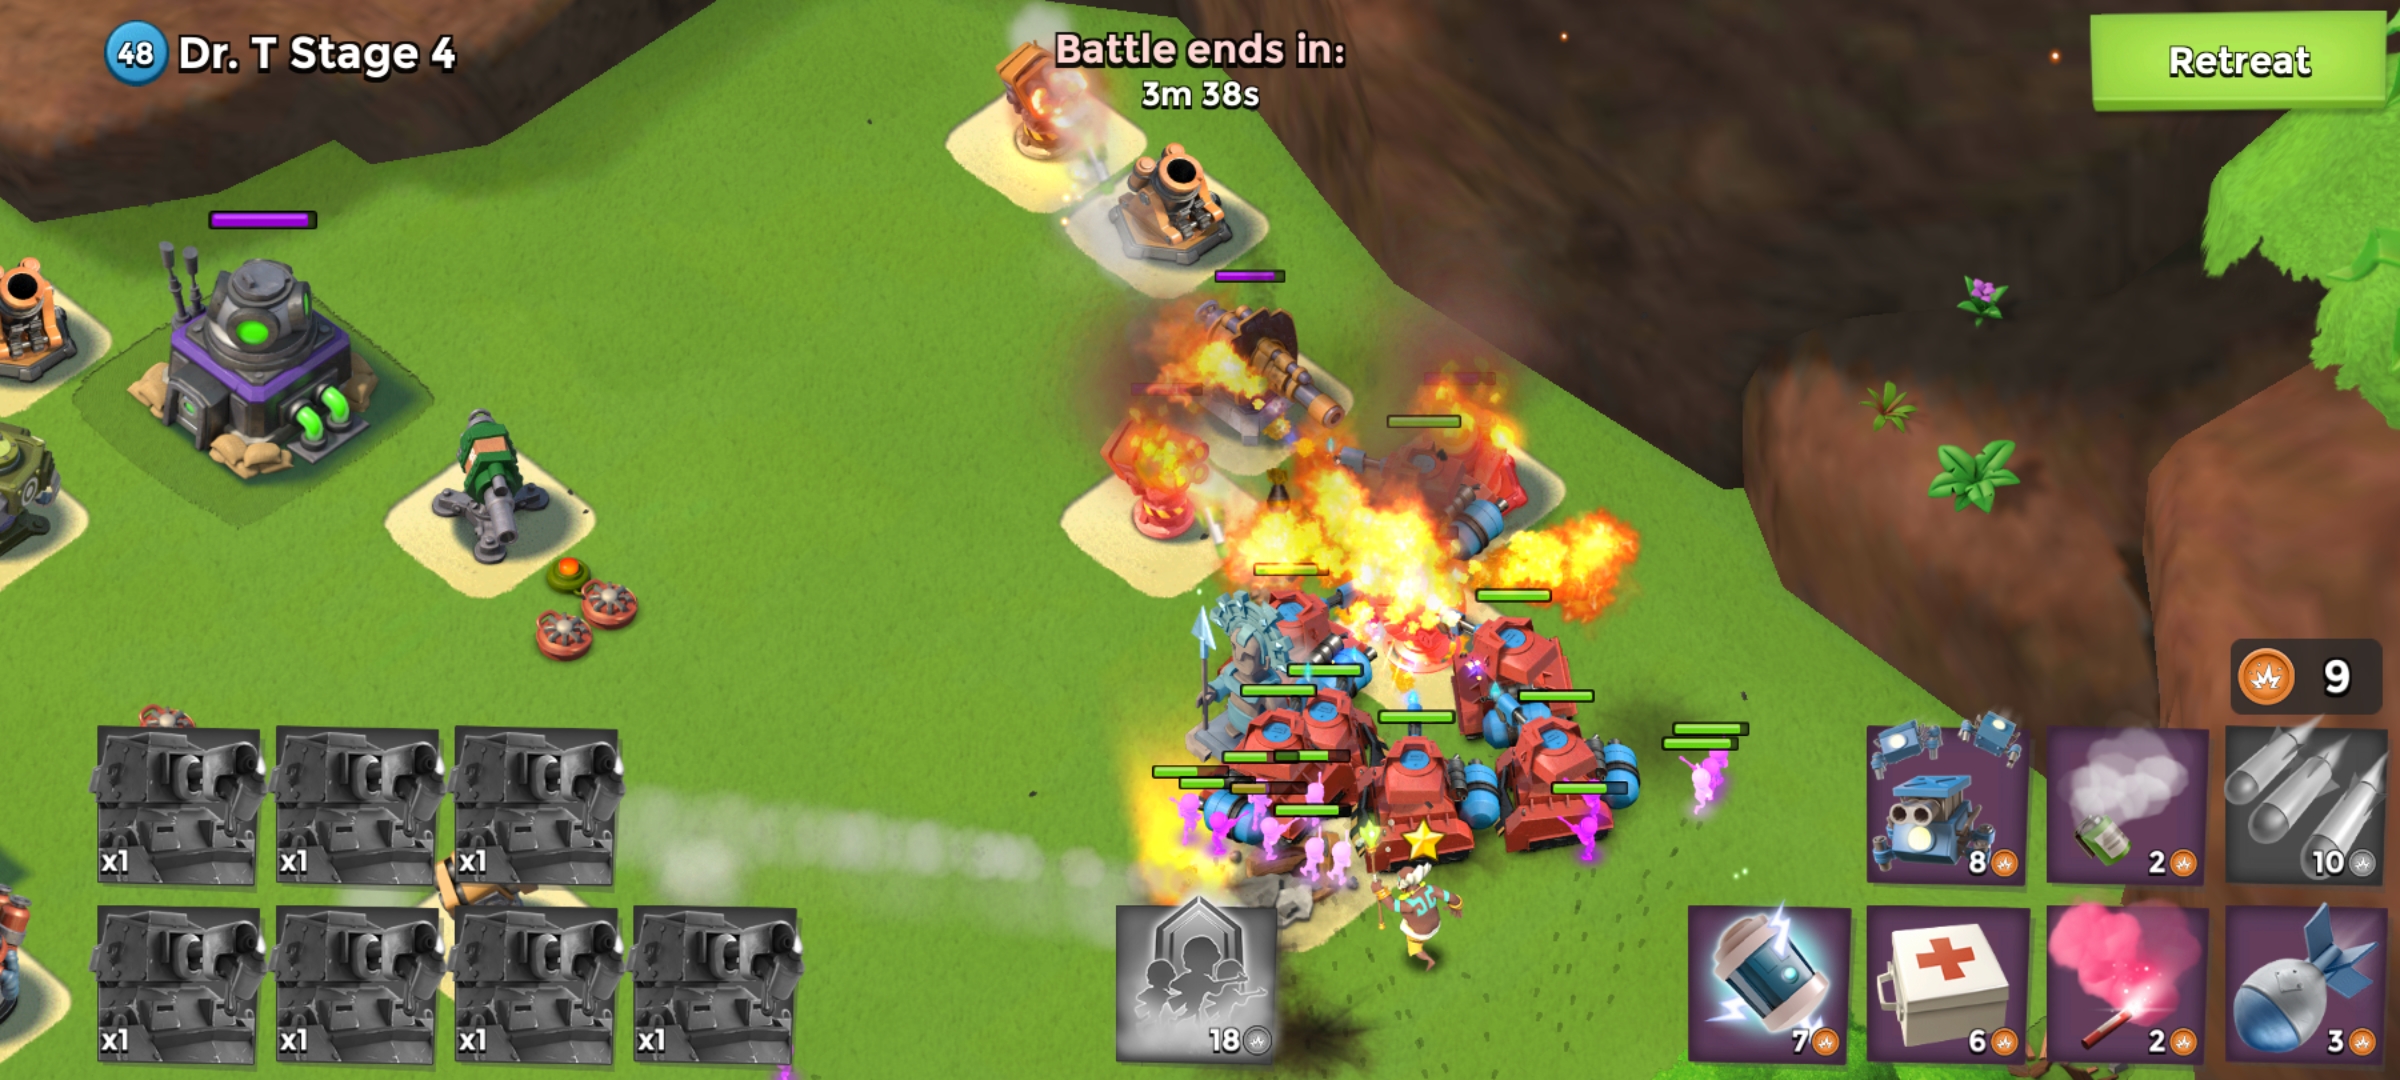 48 Dr. T Stage 4
Battle ends in:
3m 38s
Retreat
9
x1 x1 x1
8 2 10
x1 x1 x1 x1
18
7 6 2 3